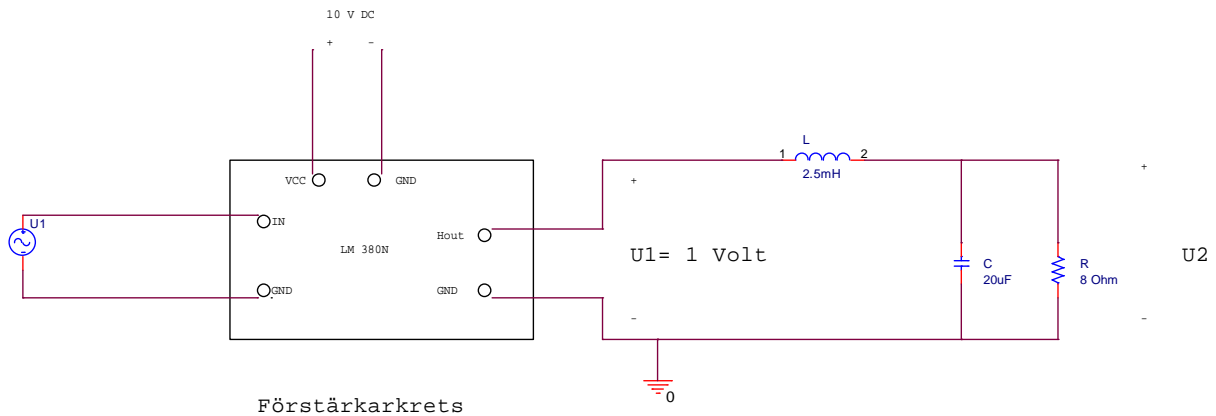 10 V DC
+ -
L
1 2
2.5mH
VCC GND
+ +
U1
IN
LM 380N
Hout
U1= 1 Volt
U2
C R
20uF 8 Ohm
GND GND
- -
0
Förstärkarkrets